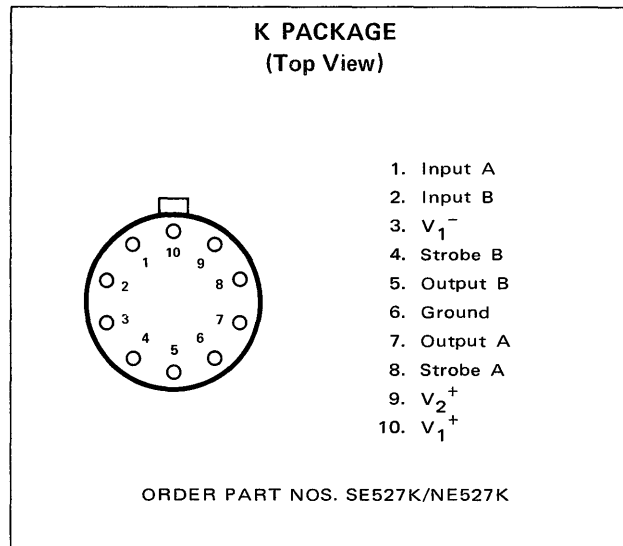 K PACKAGE
(Top View)
1. Input A
2. Input B
3. V₁⁻
4. Strobe B
5. Output B
6. Ground
7. Output A
8. Strobe A
9. V₂⁺
10. V₁⁺
10
1 9
2 8
3 7
4 6
5
ORDER PART NOS. SE527K/NE527K